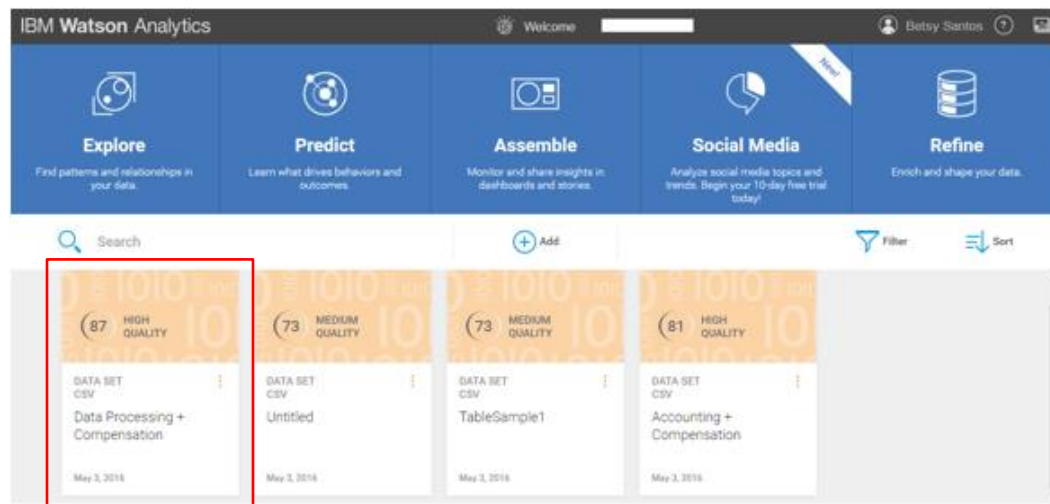 IBM Watson Analytics
Welcome
Betsy Santos ?
New!
Explore
Find patterns and relationships in
your data.
Predict
Learn what drives behaviors and
outcomes.
Assemble
Monitor and share insights in
dashboards and stories.
Social Media
Analyze social media topics and
trends. Begin your 10-day free trial
today!
Refine
Enrich and shape your data.
Search
+ Add
Filter
Sort
87 HIGH
QUALITY
DATA SET
CSV
Data Processing +
Compensation
May 3, 2016
73 MEDIUM
QUALITY
DATA SET
CSV
Untitled
May 3, 2016
73 MEDIUM
QUALITY
DATA SET
CSV
TableSample1
May 3, 2016
81 HIGH
QUALITY
DATA SET
CSV
Accounting +
Compensation
May 3, 2016